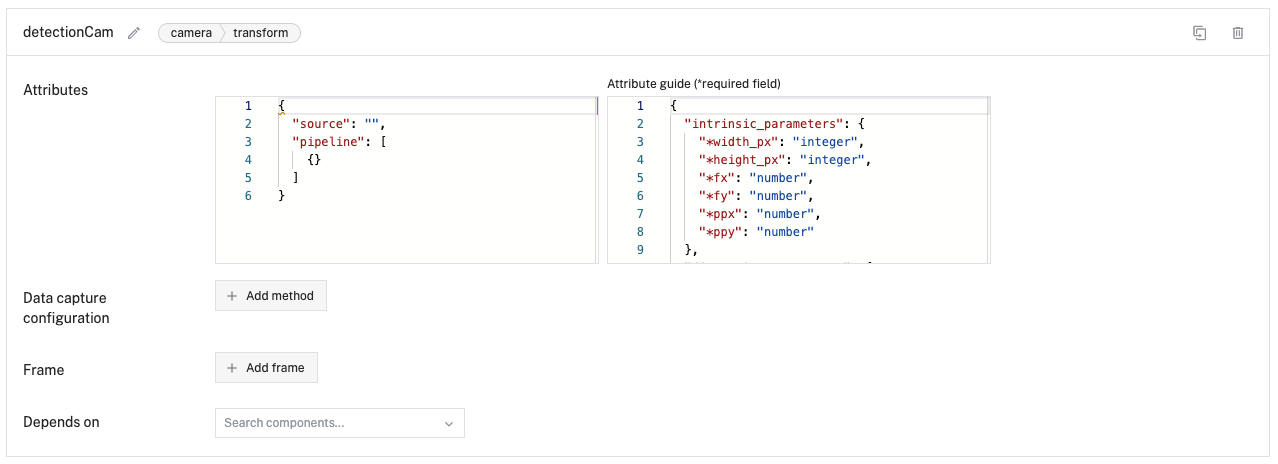 detectionCam camera transform
Attributes
Attribute guide (*required field)
1 {
2 "source": "",
3 "pipeline": [
4 {}
5 ]
6 }
1 {
2 "intrinsic_parameters": {
3 "*width_px": "integer",
4 "*height_px": "integer",
5 "*fx": "number",
6 "*fy": "number",
7 "*ppx": "number",
8 "*ppy": "number"
9 },
Data capture
configuration
+ Add method
Frame
+ Add frame
Depends on
Search components...